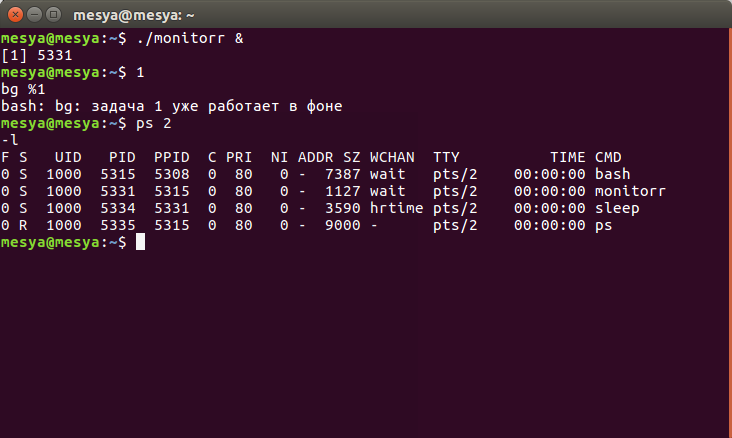 mesya@mesya: ~
mesya@mesya:~$ ./monitorr &
[1] 5331
mesya@mesya:~$ 1
bg %1
bash: bg: задача 1 уже работает в фоне
mesya@mesya:~$ ps 2
-l
F S   UID   PID  PPID  C PRI  NI ADDR SZ WCHAN  TTY          TIME CMD
0 S  1000  5315  5308  0  80   0 -  7387 wait   pts/2    00:00:00 bash
0 S  1000  5331  5315  0  80   0 -  1127 wait   pts/2    00:00:00 monitorr
0 S  1000  5334  5331  0  80   0 -  3590 hrtime pts/2    00:00:00 sleep
0 R  1000  5335  5315  0  80   0 -  9000 -      pts/2    00:00:00 ps
mesya@mesya:~$